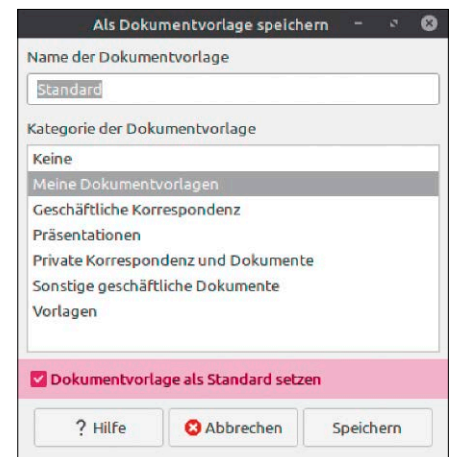 Als Dokumentvorlage speichern
Name der Dokumentvorlage
Standard
Kategorie der Dokumentvorlage
Keine
Meine Dokumentvorlagen
Geschäftliche Korrespondenz
Präsentationen
Private Korrespondenz und Dokumente
Sonstige geschäftliche Dokumente
Vorlagen
Dokumentvorlage als Standard setzen
? Hilfe Abbrechen Speichern